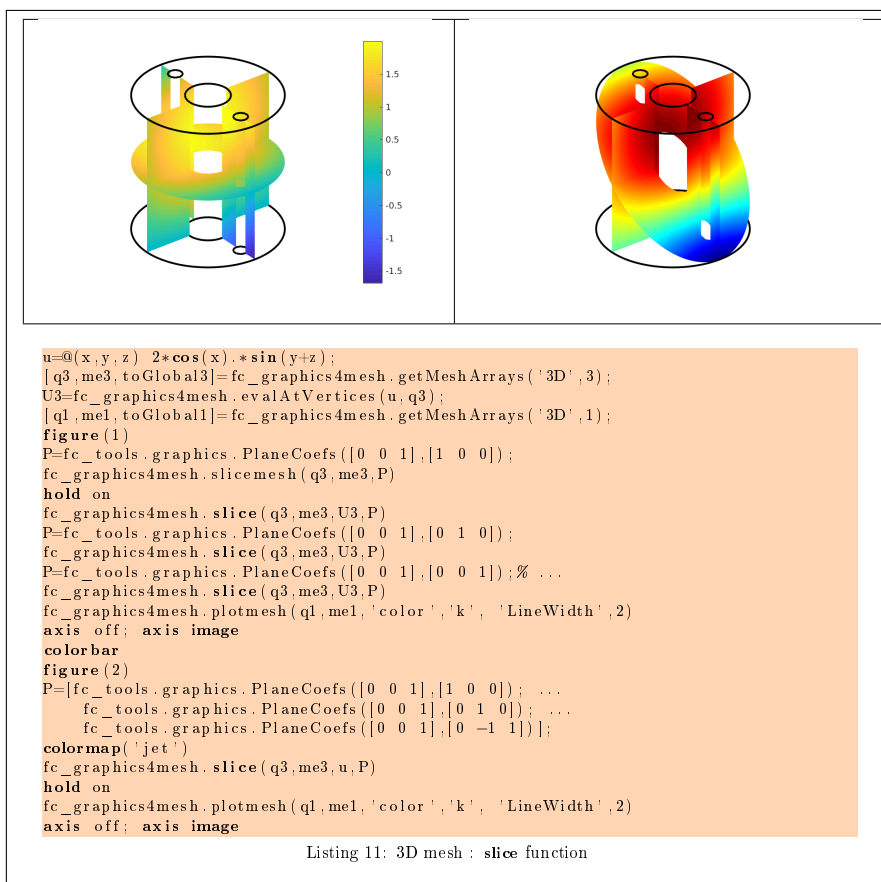 1.5
1
0.5
0
-0.5
-1
-1.5
u=@(x,y,z) 2*cos(x).*sin(y+z);
[q3,me3,toGlobal3]=fc_graphics4mesh.getMeshArrays('3D',3);
U3=fc_graphics4mesh.evalAtVertices(u,q3);
[q1,me1,toGlobal1]=fc_graphics4mesh.getMeshArrays('3D',1);
figure(1)
P=fc_tools.graphics.PlaneCoefs([0 0 1],[1 0 0]);
fc_graphics4mesh.slicemesh(q3,me3,P)
hold on
fc_graphics4mesh.slice(q3,me3,U3,P)
P=fc_tools.graphics.PlaneCoefs([0 0 1],[0 1 0]);
fc_graphics4mesh.slice(q3,me3,U3,P)
P=fc_tools.graphics.PlaneCoefs([0 0 1],[0 0 1]);% ...
fc_graphics4mesh.slice(q3,me3,U3,P)
fc_graphics4mesh.plotmesh(q1,me1,'color','k', 'LineWidth',2)
axis off; axis image
colorbar
figure(2)
P=[fc_tools.graphics.PlaneCoefs([0 0 1],[1 0 0]); ...
fc_tools.graphics.PlaneCoefs([0 0 1],[0 1 0]); ...
fc_tools.graphics.PlaneCoefs([0 0 1],[0 −1 1])];
colormap('jet')
fc_graphics4mesh.slice(q3,me3,u,P)
hold on
fc_graphics4mesh.plotmesh(q1,me1,'color','k', 'LineWidth',2)
axis off; axis image
Listing 11: 3D mesh : slice function